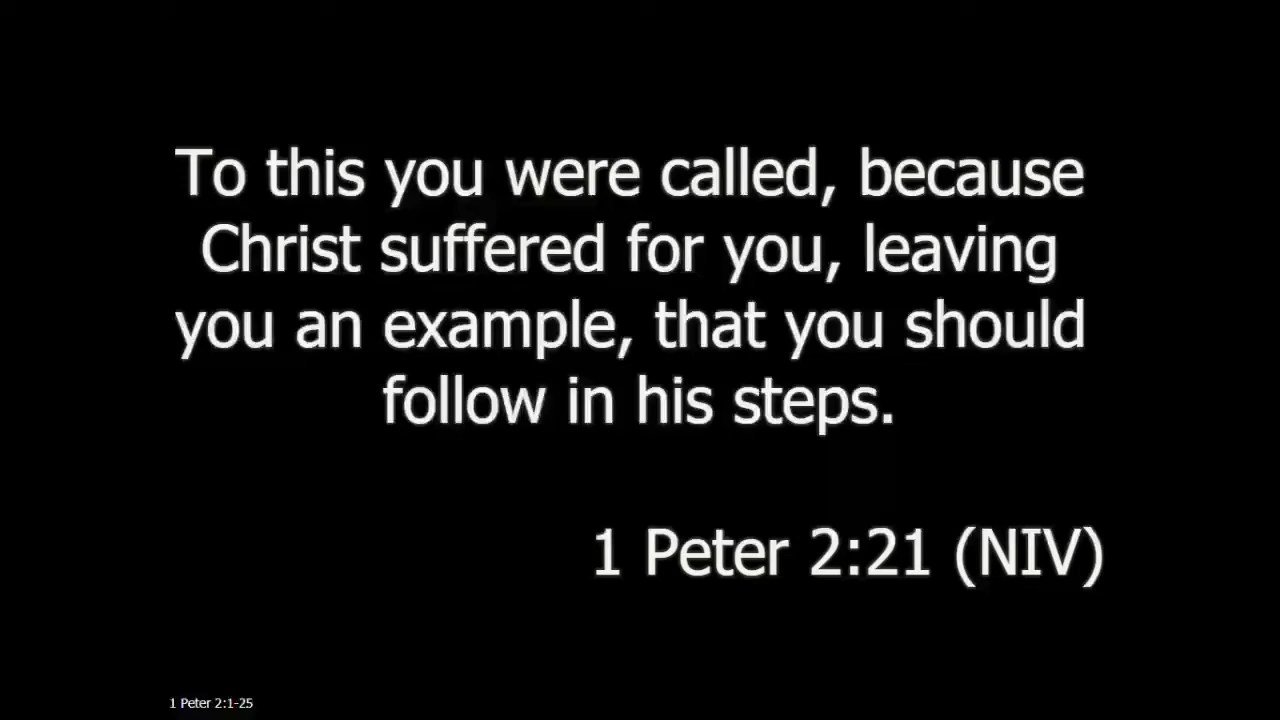 To this you were called, because
Christ suffered for you, leaving
you an example, that you should
follow in his steps.
1 Peter 2:21 (NIV)
1 Peter 2:1-25